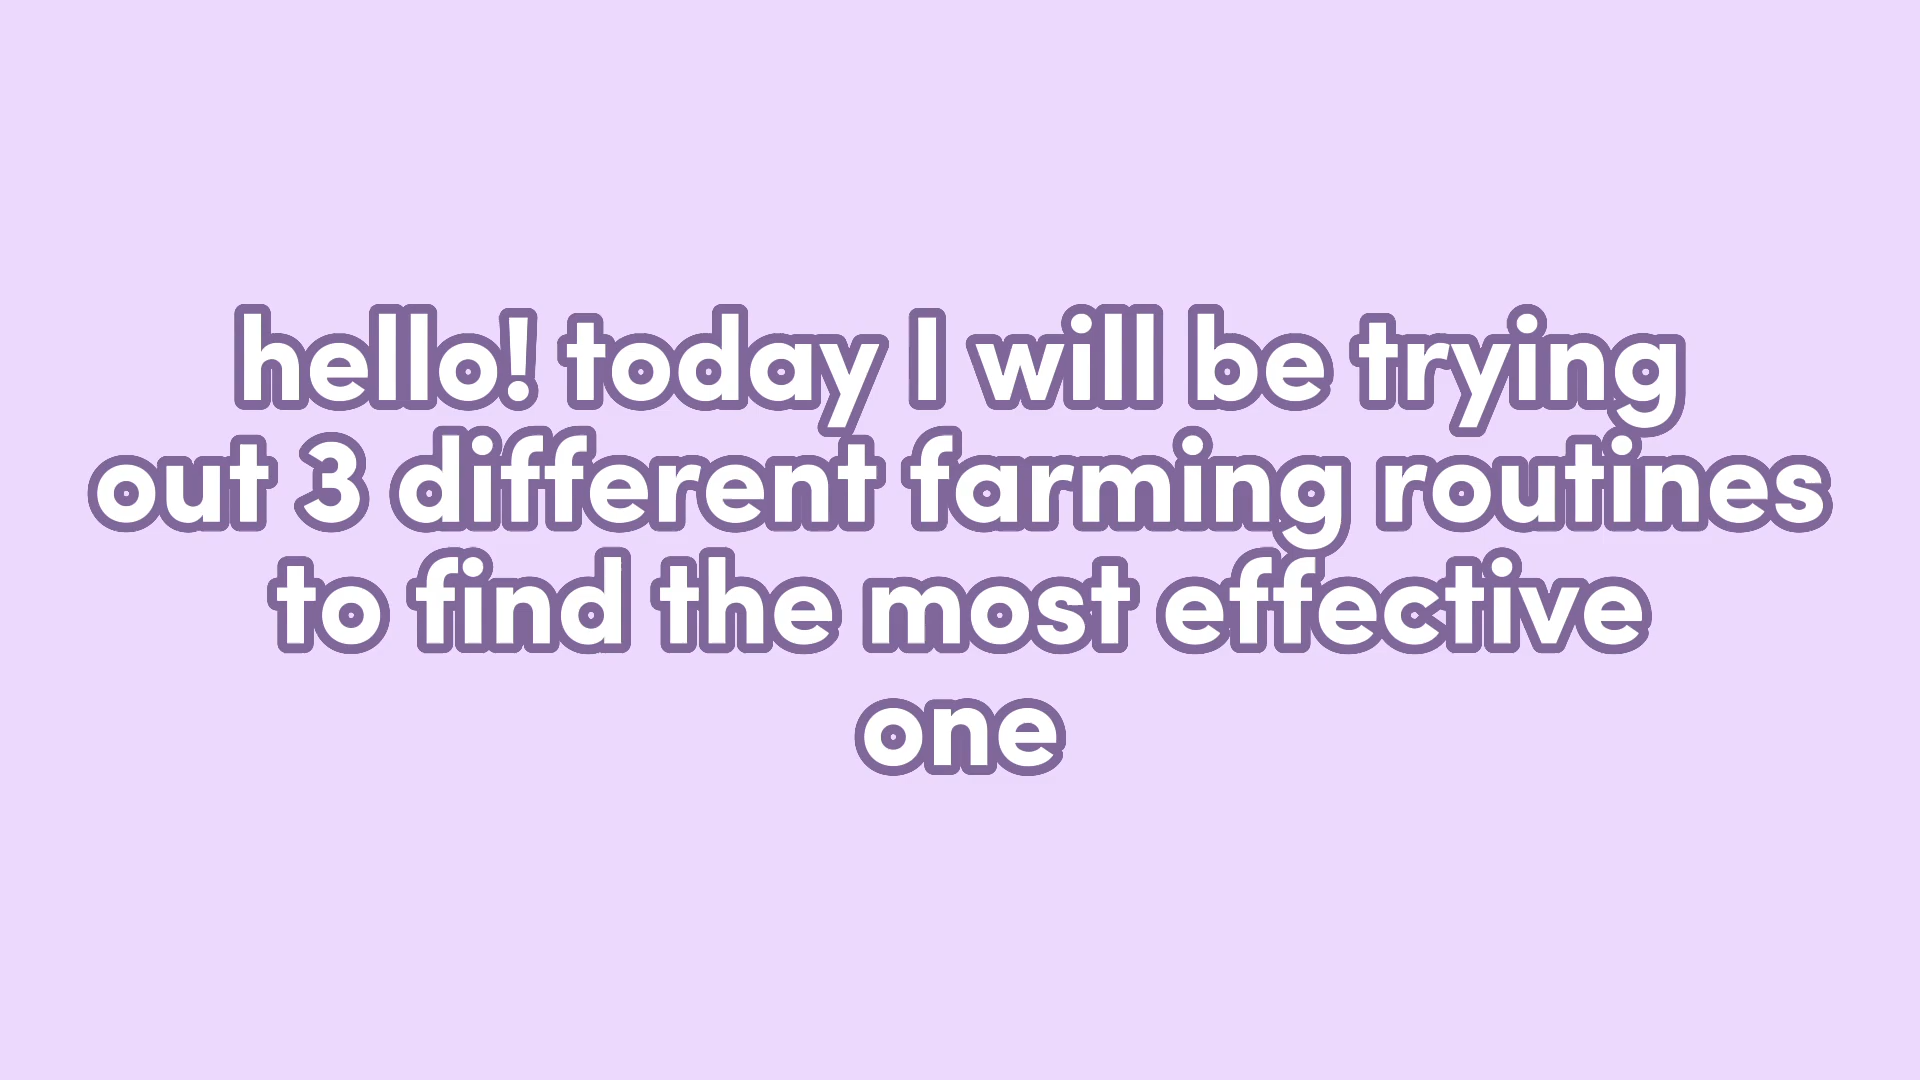 hello! today I will be trying
out 3 different farming routines
to find the most effective
one